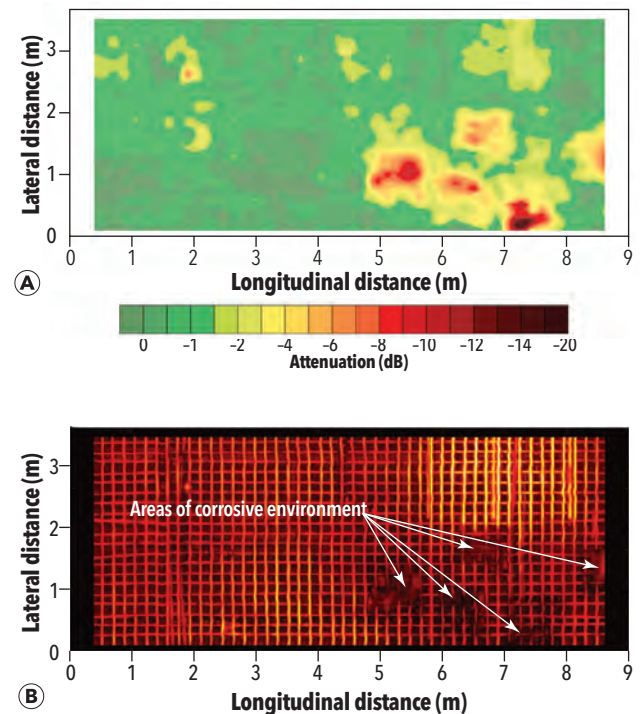 3
2
1
0
Lateral distance (m)
0 1 2 3 4 5 6 7 8 9
Longitudinal distance (m)
A
0 –1 –2 –4 –6 –8 –10 –12 –14 –20
Attenuation (dB)
3
2
1
0
Lateral distance (m)
Areas of corrosive environment
0 1 2 3 4 5 6 7 8 9
Longitudinal distance (m)
B